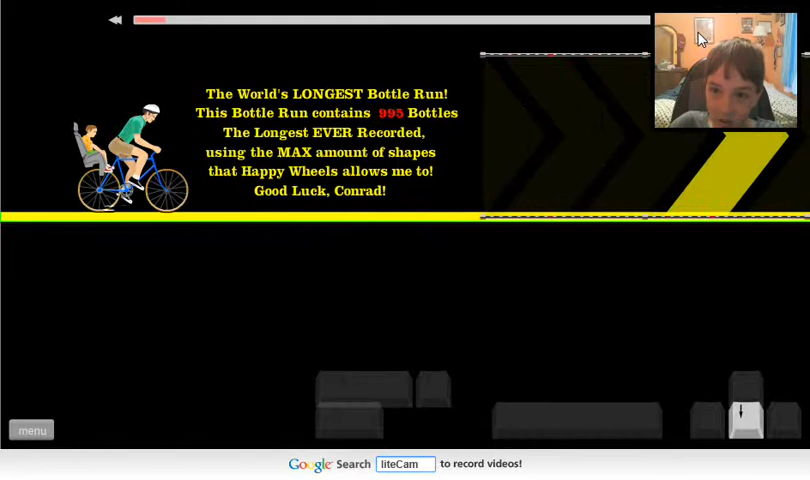 The World's LONGEST Bottle Run!
This Bottle Run contains 995 Bottles
The Longest EVER Recorded,
using the MAX amount of shapes
that Happy Wheels allows me to!
Good Luck, Conrad!
menu
Google Search liteCam to record videos!